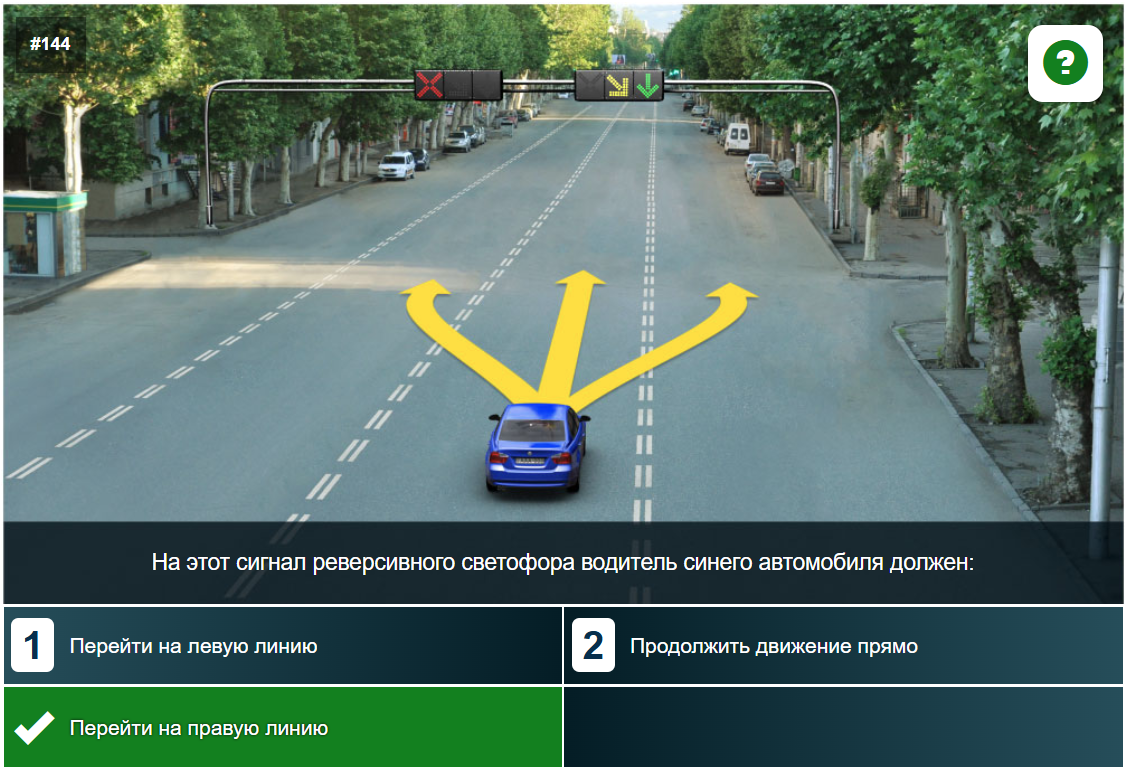 #144
?
На этот сигнал реверсивного светофора водитель синего автомобиля должен:
1 Перейти на левую линию
2 Продолжить движение прямо
Перейти на правую линию